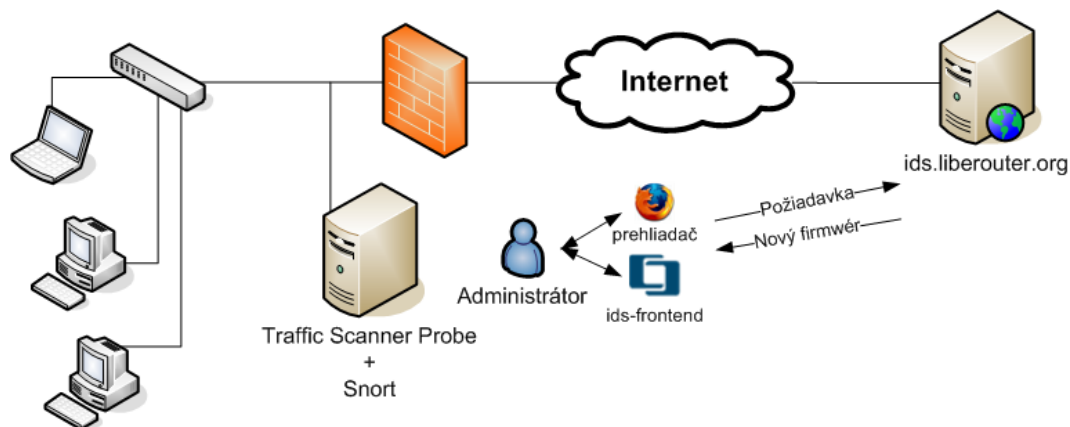 Internet
ids.liberouter.org
Požiadavka
prehliadač
Nový firmwér
Administrátor
ids-frontend
Traffic Scanner Probe
+
Snort